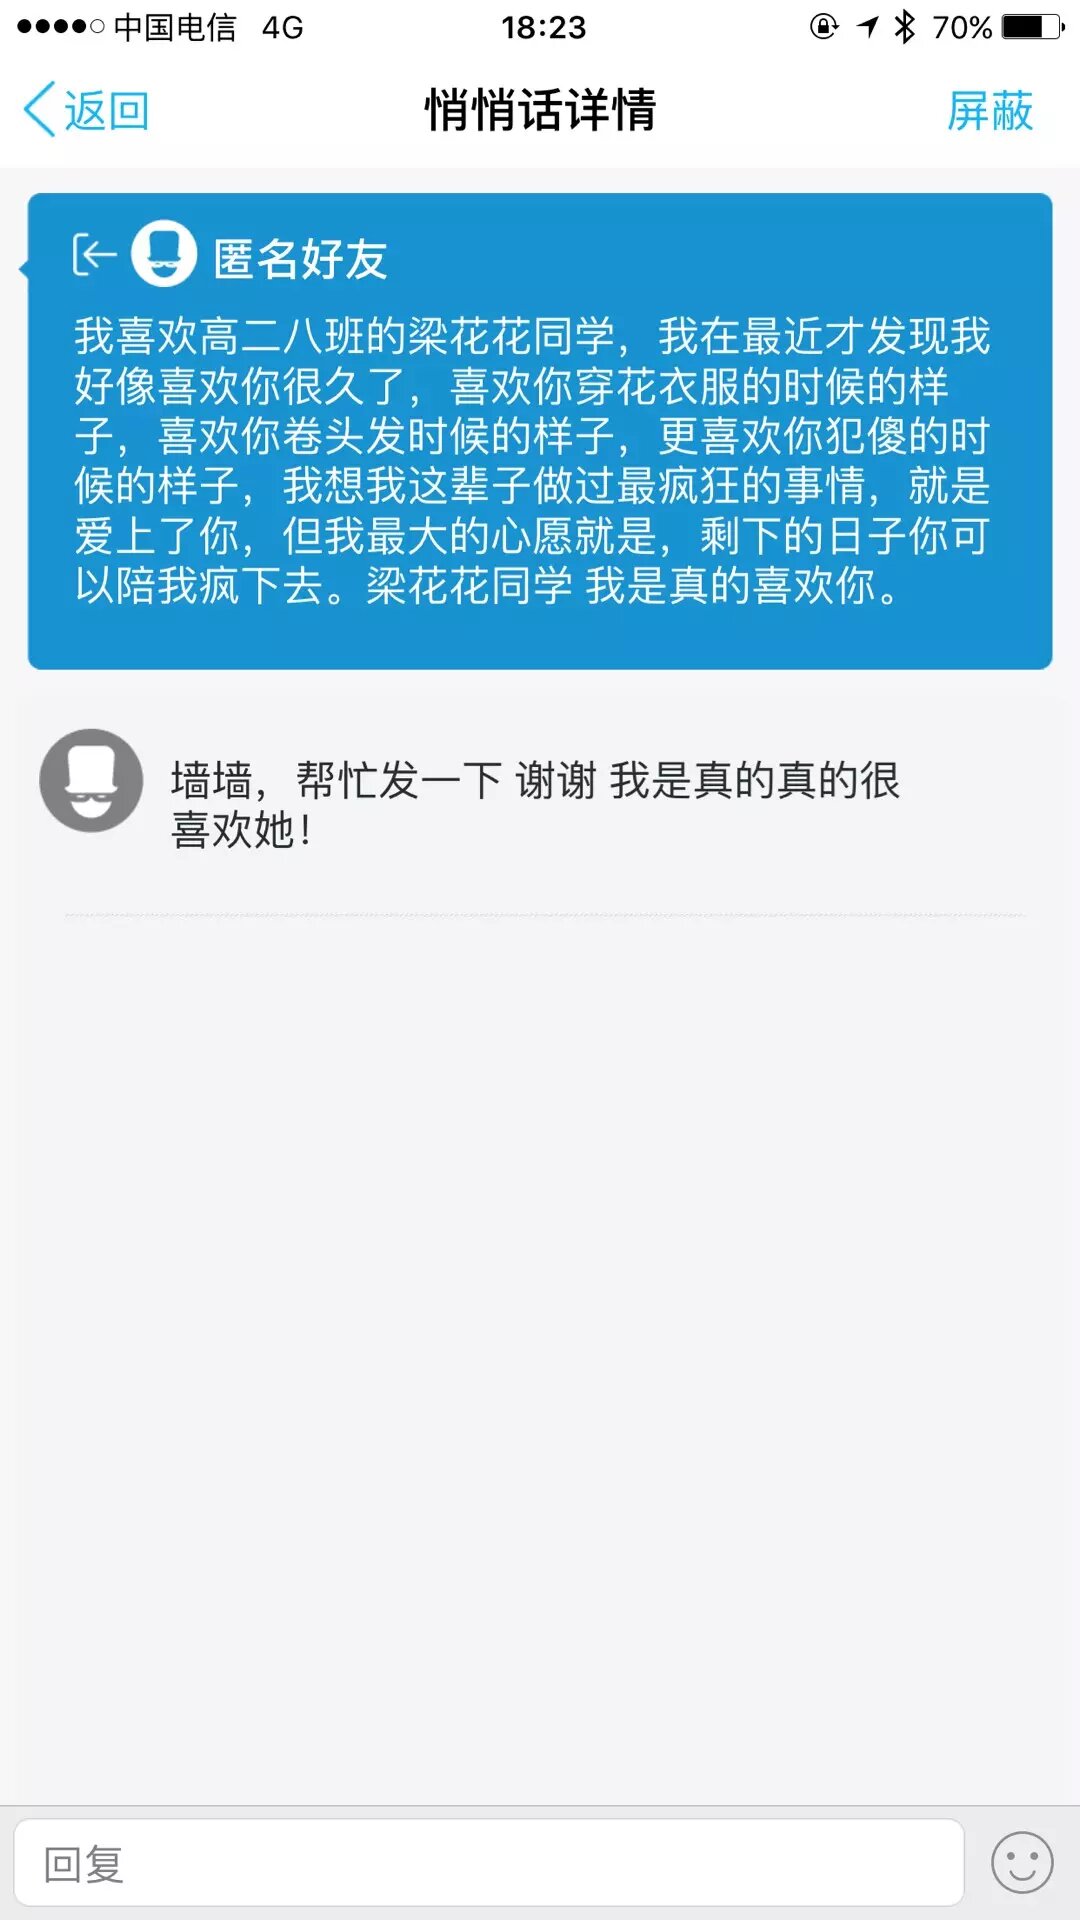 中国电信 4G 18:23 70%
返回 悄悄话详情 屏蔽
匿名好友
我喜欢高二八班的梁花花同学，我在最近才发现我
好像喜欢你很久了，喜欢你穿花衣服的时候的样
子，喜欢你卷头发时候的样子，更喜欢你犯傻的时
候的样子，我想我这辈子做过最疯狂的事情，就是
爱上了你，但我最大的心愿就是，剩下的日子你可
以陪我疯下去。梁花花同学 我是真的喜欢你。
墙墙，帮忙发一下 谢谢 我是真的真的很
喜欢她！
回复